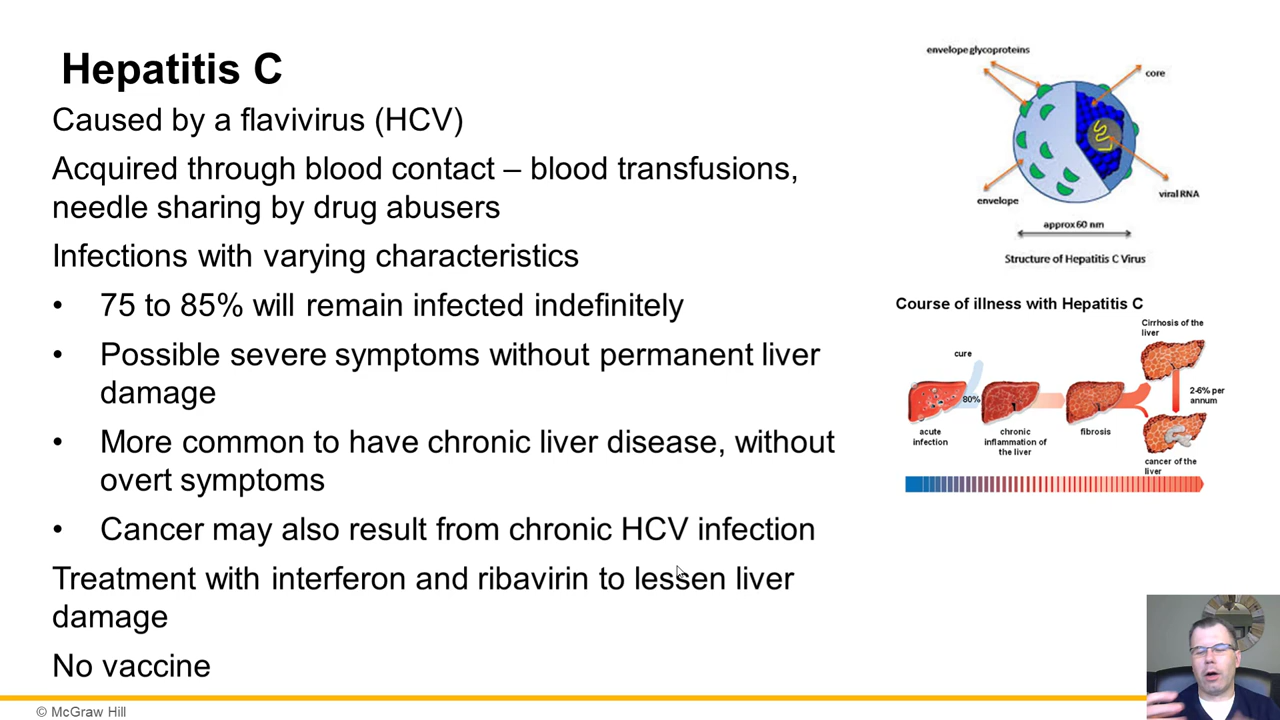 Hepatitis C
Caused by a flavivirus (HCV)
Acquired through blood contact – blood transfusions,
needle sharing by drug abusers
Infections with varying characteristics
• 75 to 85% will remain infected indefinitely
• Possible severe symptoms without permanent liver
damage
• More common to have chronic liver disease, without
overt symptoms
• Cancer may also result from chronic HCV infection
Treatment with interferon and ribavirin to lessen liver
damage
No vaccine
© McGraw Hill
envelope glycoproteins
core
envelope
viral RNA
approx 60 nm
Structure of Hepatitis C Virus
Course of illness with Hepatitis C
Cirrhosis of the
liver
cure
80%
2-6% per
annum
acute
infection
chronic
inflammation of
the liver
fibrosis
cancer of the
liver